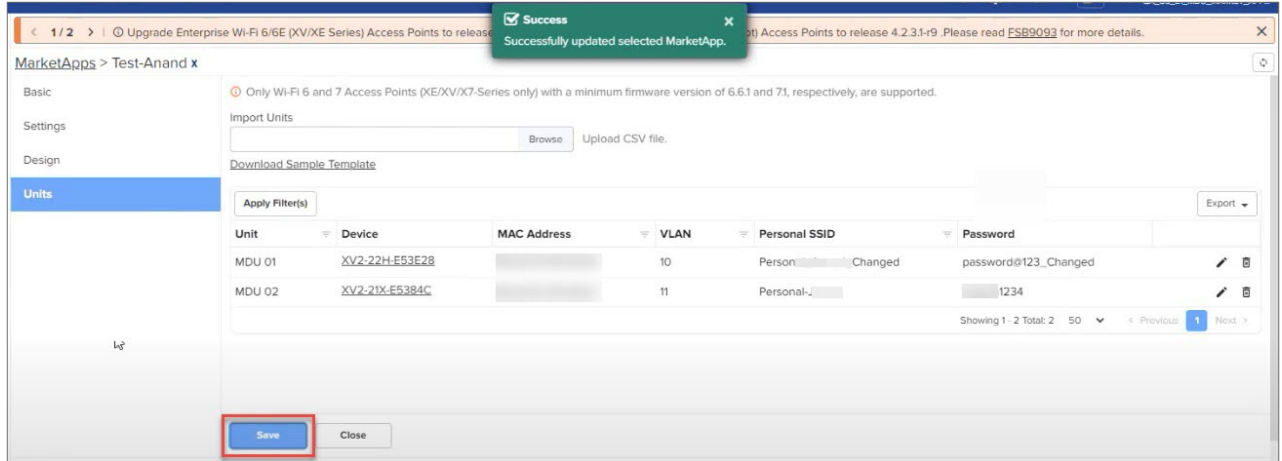 Success
Successfully updated selected MarketApp.
1 / 2 Upgrade Enterprise Wi-Fi 6/6E (XV/XE Series) Access Points to release Access Points to release 4.2.3.1-r9 .Please read FSB9093 for more details.
MarketApps > Test-Anand x
Basic
Settings
Design
Units
Only Wi-Fi 6 and 7 Access Points (XE/XV/X7-Series only) with a minimum firmware version of 6.6.1 and 7.1, respectively, are supported.
Import Units
Browse Upload CSV file.
Download Sample Template
Apply Filter(s) Export
Unit Device MAC Address VLAN Personal SSID Password
MDU 01 XV2-22H-E53E28 10 Person Changed password@123_Changed
MDU 02 XV2-21X-E5384C 11 Personal- 1234
Showing 1 - 2 Total: 2 50 < Previous 1 Next >
Save Close